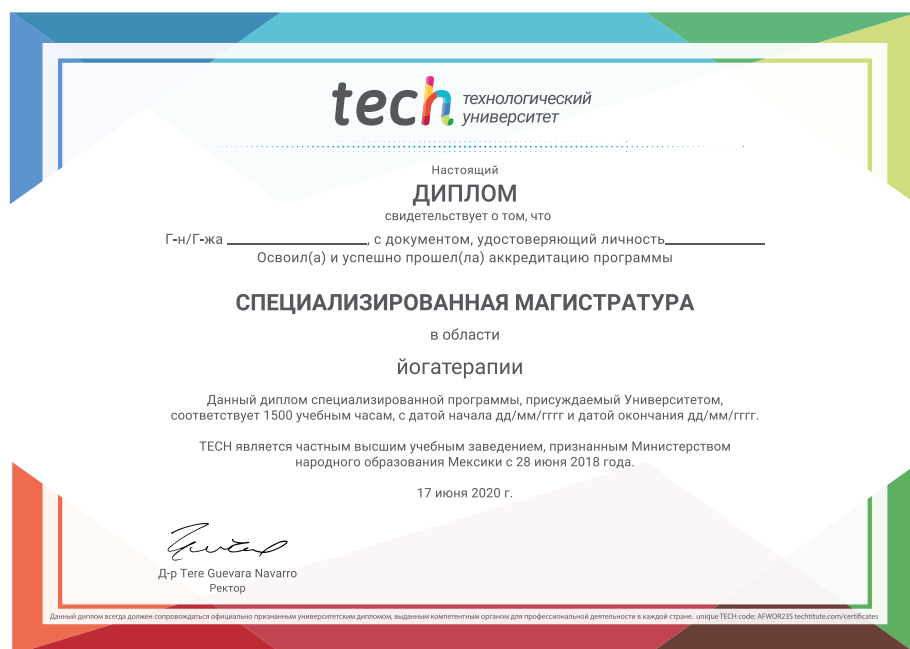 tech технологический
университет
Настоящий
ДИПЛОМ
свидетельствует о том, что
Г-н/Г-жа , с документом, удостоверяющий личность
Освоил(а) и успешно прошел(ла) аккредитацию программы
СПЕЦИАЛИЗИРОВАННАЯ МАГИСТРАТУРА
в области
йогатерапии
Данный диплом специализированной программы, присуждаемый Университетом,
соответствует 1500 учебным часам, с датой начала дд/мм/гггг и датой окончания дд/мм/гггг.
TECH является частным высшим учебным заведением, признанным Министерством
народного образования Мексики с 28 июня 2018 года.
17 июня 2020 г.
Д-р Tere Guevara Navarro
Ректор
Данный диплом всегда должен сопровождаться официально признанным университетским дипломом, выданным компетентным органом для профессиональной деятельности в каждой стране. unique TECH code: AFWOR23S techtitute.com/certificates